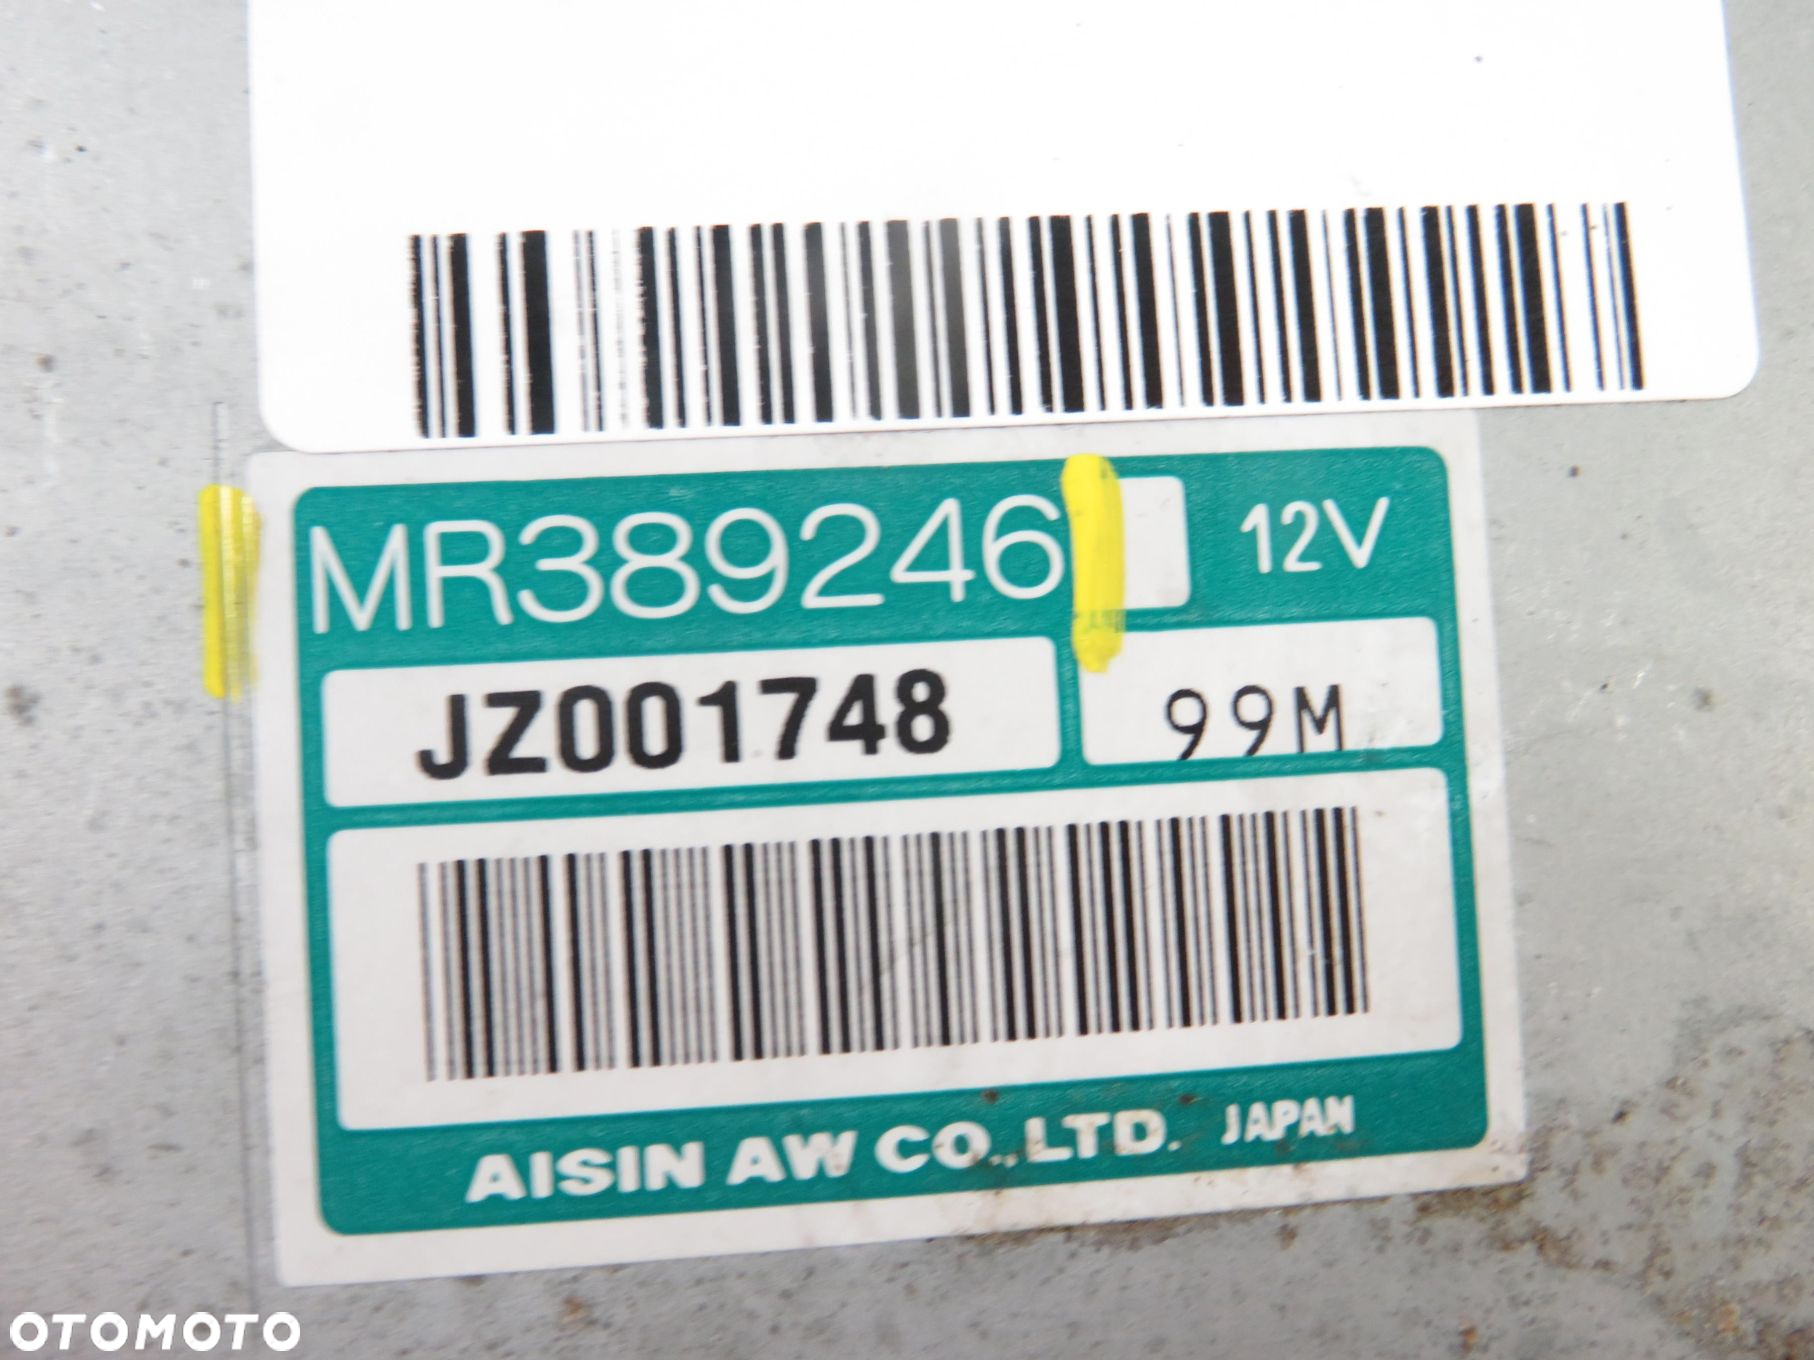 MR389246 12V
JZ001748 99M
AISIN AW CO.,LTD. JAPAN
OTOMOTO